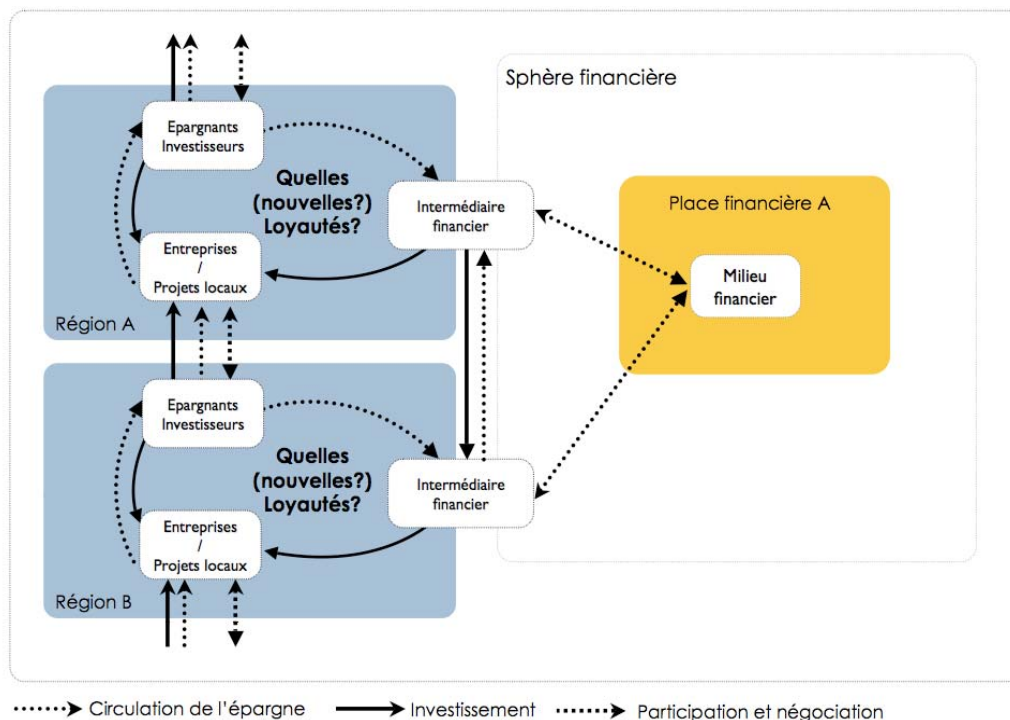 Sphère financière
Epargnants
Investisseurs
Quelles
(nouvelles?)
Loyautés?
Intermédiaire
financier
Entreprises
/
Projets locaux
Région A
Place financière A
Milieu
financier
Epargnants
Investisseurs
Quelles
(nouvelles?)
Loyautés?
Intermédiaire
financier
Entreprises
/
Projets locaux
Région B
Circulation de l'épargne
Investissement
Participation et négociation